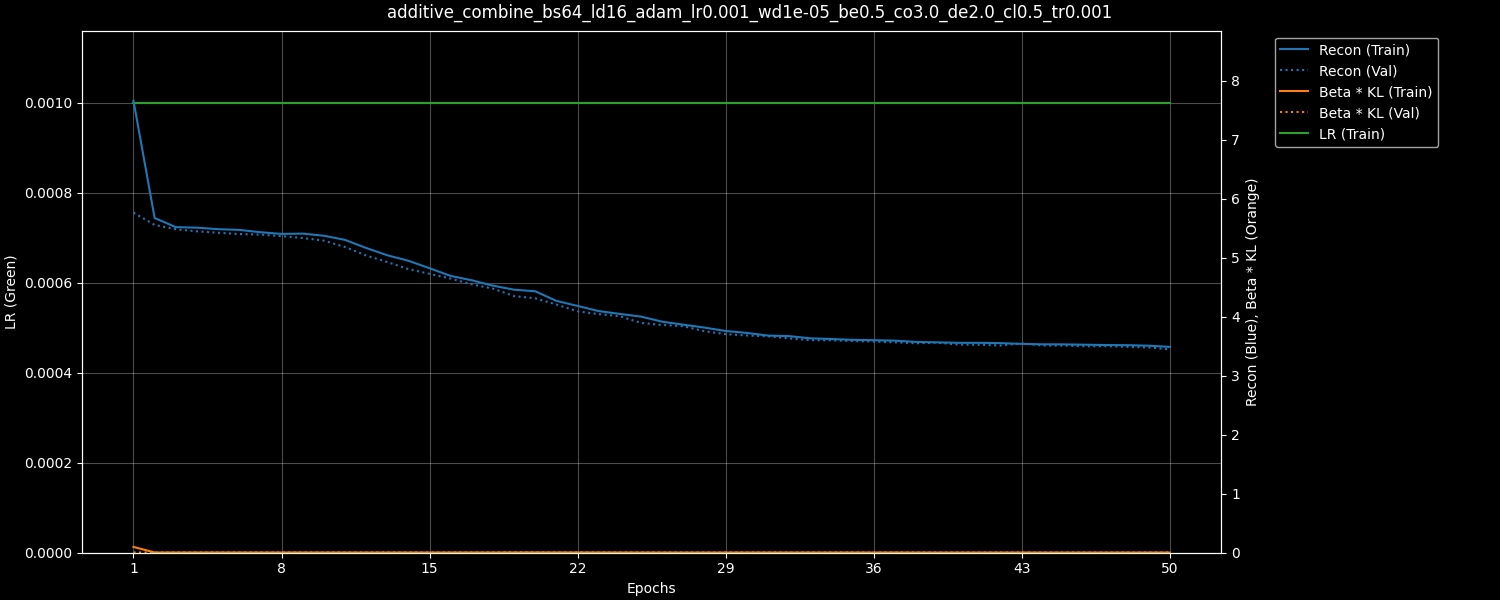 additive_combine_bs64_ld16_adam_lr0.001_wd1e-05_be0.5_co3.0_de2.0_cl0.5_tr0.001
LR (Green)
0.0010
0.0008
0.0006
0.0004
0.0002
0.0000
1
8
15
22
29
36
43
50
Epochs
8
7
6
5
4
3
2
1
0
Recon (Blue), Beta * KL (Orange)
Recon (Train)
Recon (Val)
Beta * KL (Train)
Beta * KL (Val)
LR (Train)